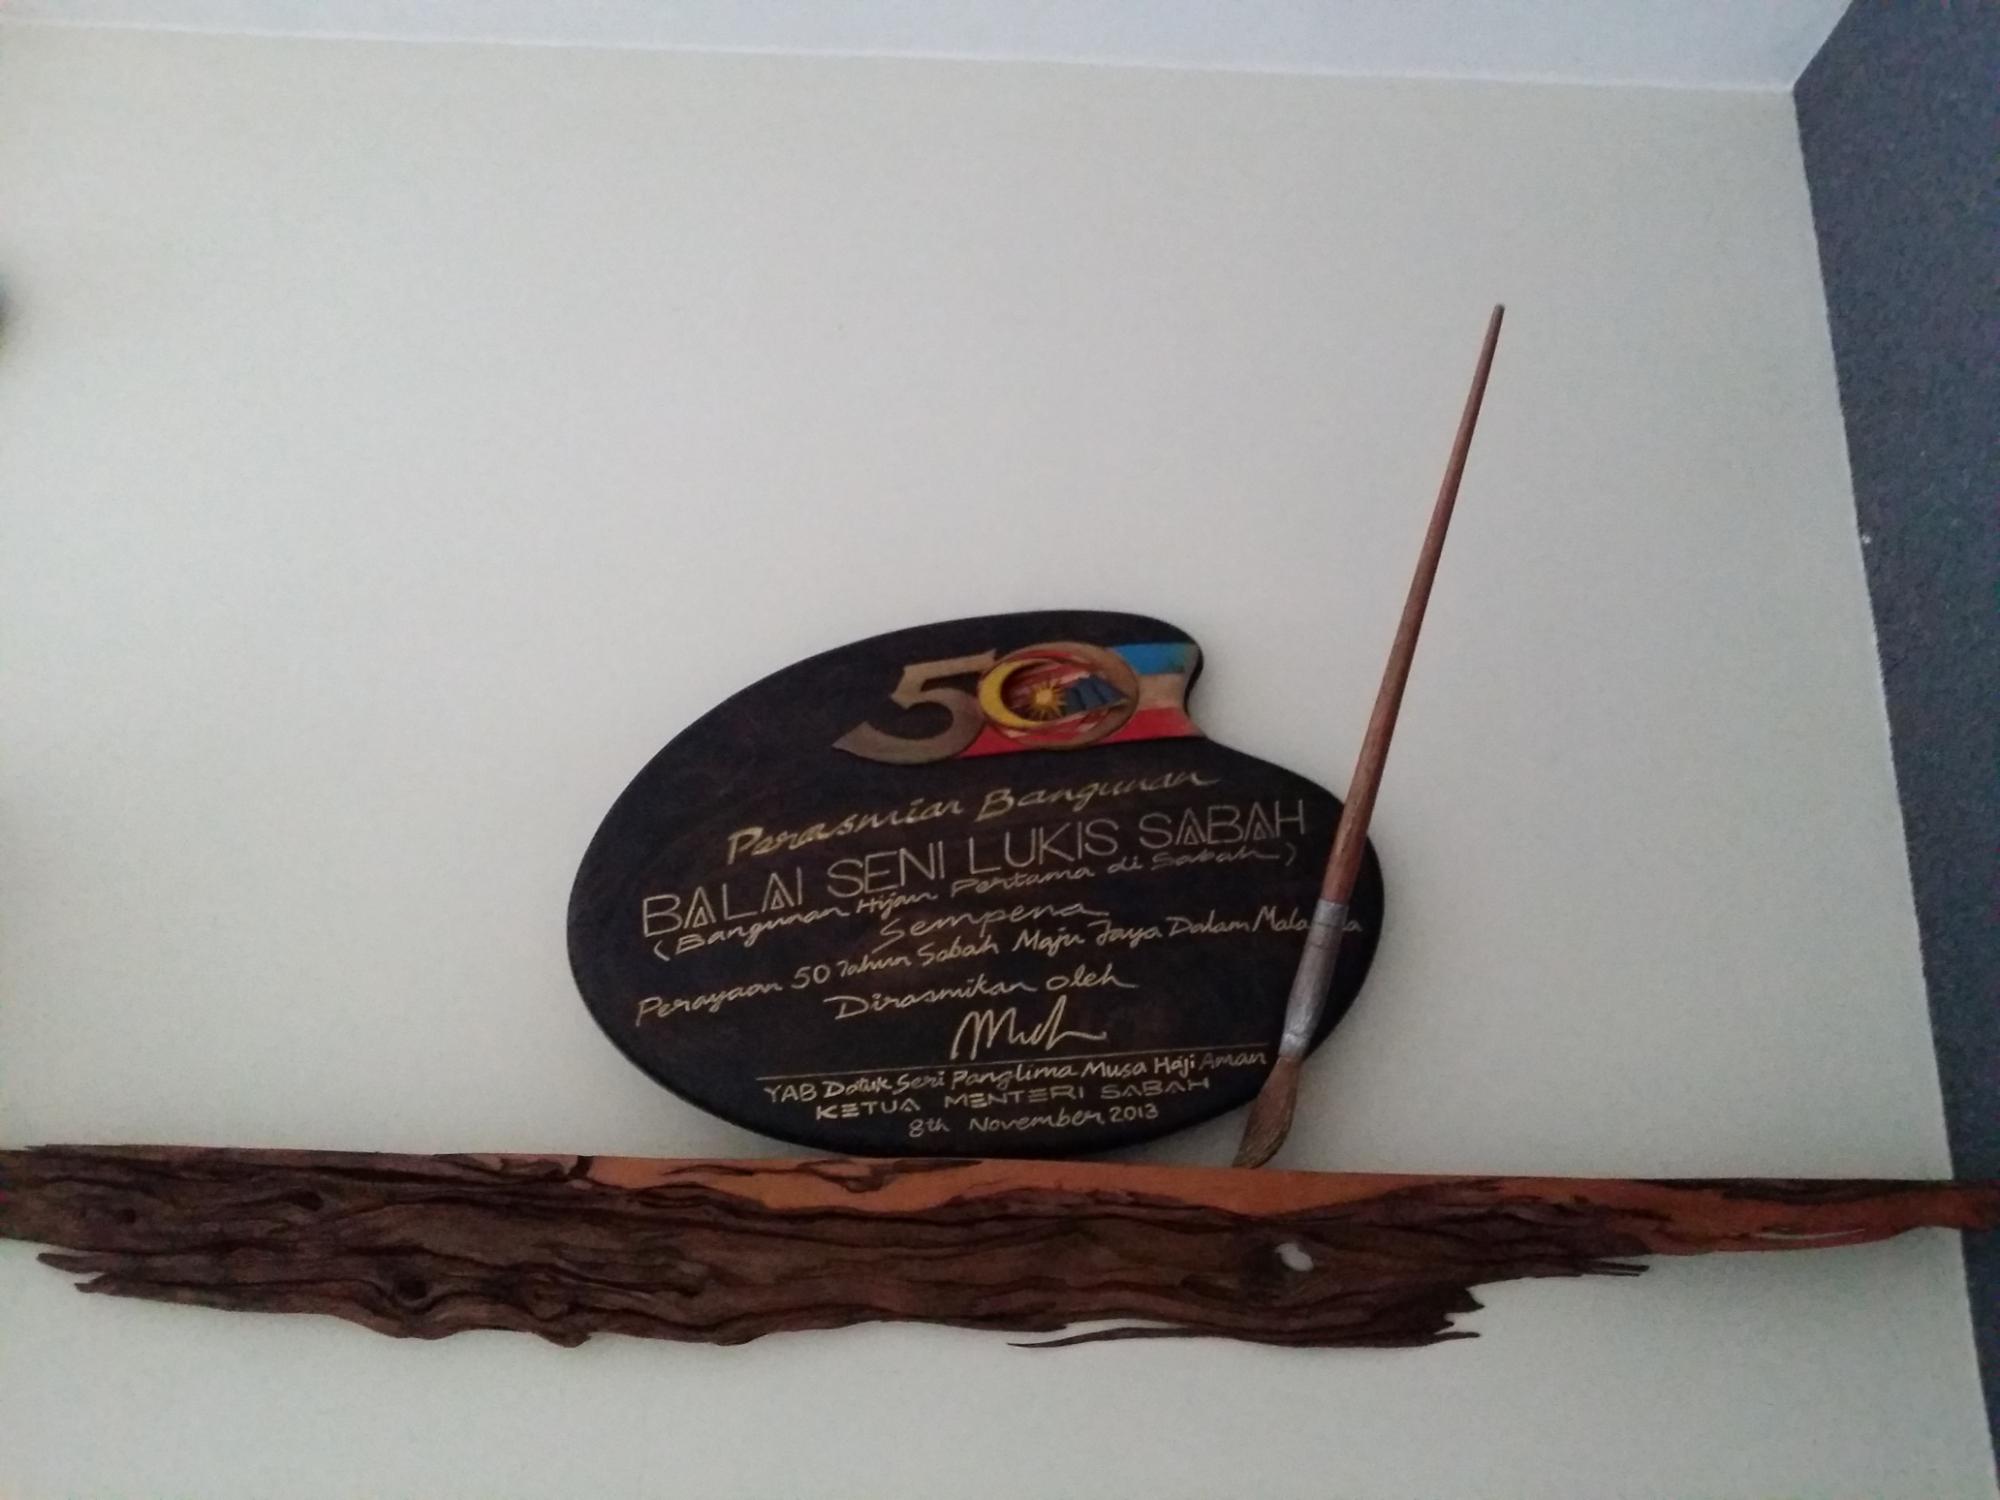 50
Perasmian Bangunan
BALAI SENI LUKIS SABAH
(Bangunan Hijau Pertama di Sabah)
Sempena
Perayaan 50 Tahun Sabah Maju Jaya Dalam
Dirasmikan Oleh
YAB Datuk Seri Panglima Musa Haji Aman
KETUA MENTERI SABAH
8th November 2013